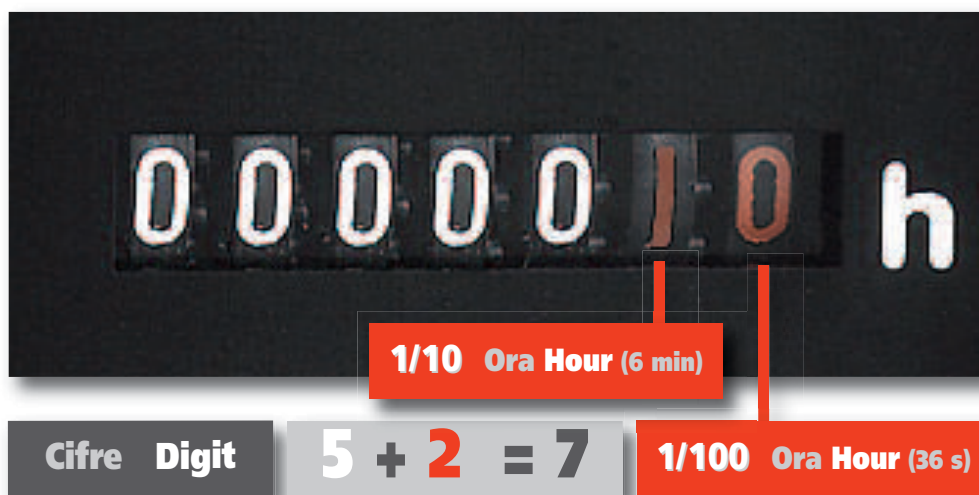 0000010 h
1/10 Ora Hour (6 min)
Cifre Digit 5 + 2 = 7 1/100 Ora Hour (36 s)